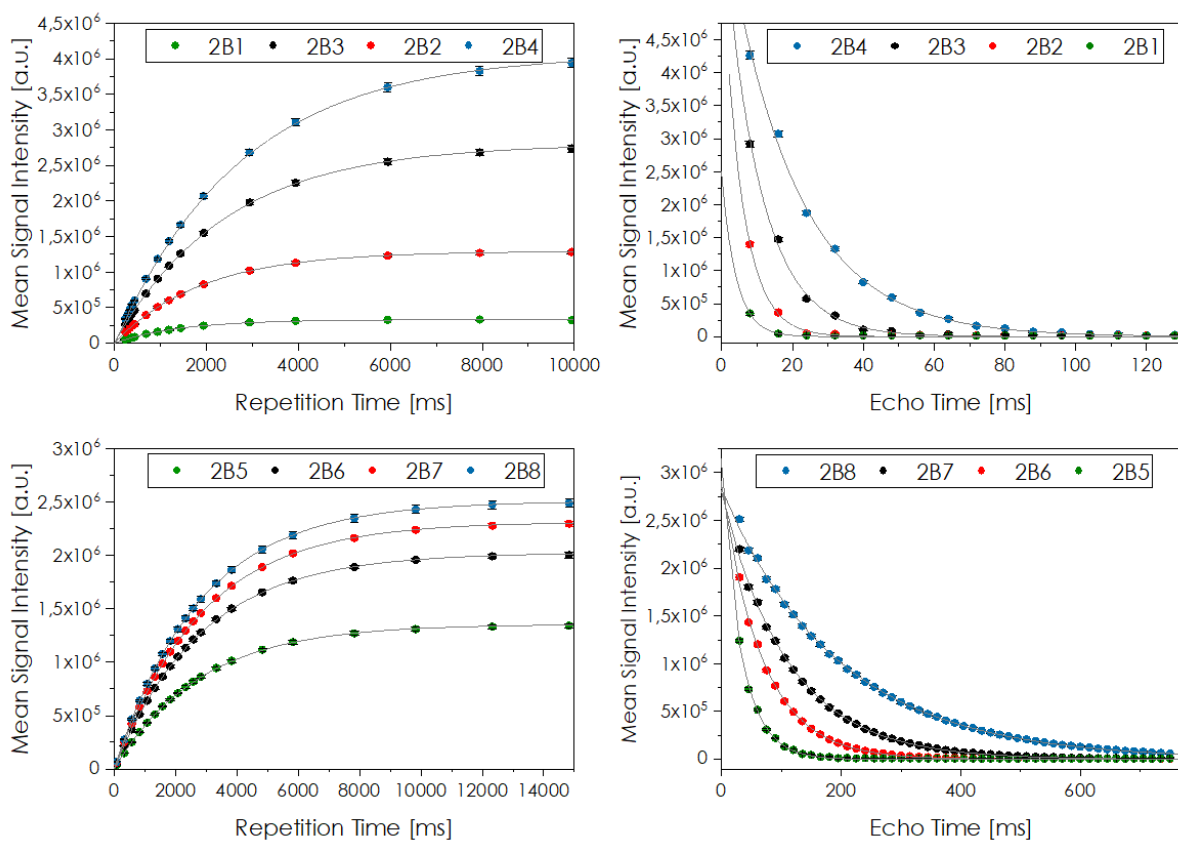 4,5x10⁶
4x10⁶
3,5x10⁶
3x10⁶
2,5x10⁶
2x10⁶
1,5x10⁶
1x10⁶
5x10⁵
0
Mean Signal Intensity [a.u.]
2B1 2B3 2B2 2B4
0 2000 4000 6000 8000 10000
Repetition Time [ms]
4,5x10⁶
4x10⁶
3,5x10⁶
3x10⁶
2,5x10⁶
2x10⁶
1,5x10⁶
1x10⁶
5x10⁵
0
Mean Signal Intensity [a.u.]
2B4 2B3 2B2 2B1
0 20 40 60 80 100 120
Echo Time [ms]
3x10⁶
2,5x10⁶
2x10⁶
1,5x10⁶
1x10⁶
5x10⁵
0
Mean Signal Intensity [a.u.]
2B5 2B6 2B7 2B8
0 2000 4000 6000 8000 10000 12000 14000
Repetition Time [ms]
3x10⁶
2,5x10⁶
2x10⁶
1,5x10⁶
1x10⁶
5x10⁵
0
Mean Signal Intensity [a.u.]
2B8 2B7 2B6 2B5
0 200 400 600
Echo Time [ms]